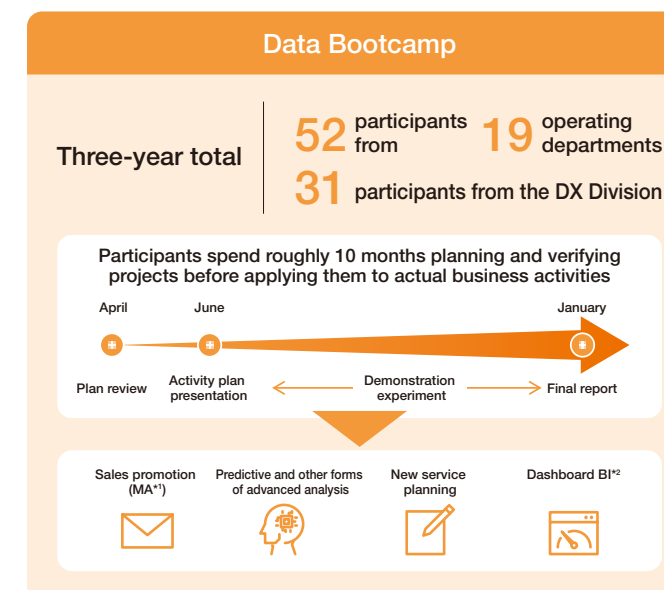 Data Bootcamp
Three-year total
52 participants from 19 operating departments
31 participants from the DX Division
Participants spend roughly 10 months planning and verifying
projects before applying them to actual business activities
April
June
January
Plan review
Activity plan
presentation
Demonstration
experiment
Final report
Sales promotion
(MA*1)
Predictive and other forms
of advanced analysis
New service
planning
Dashboard BI*2